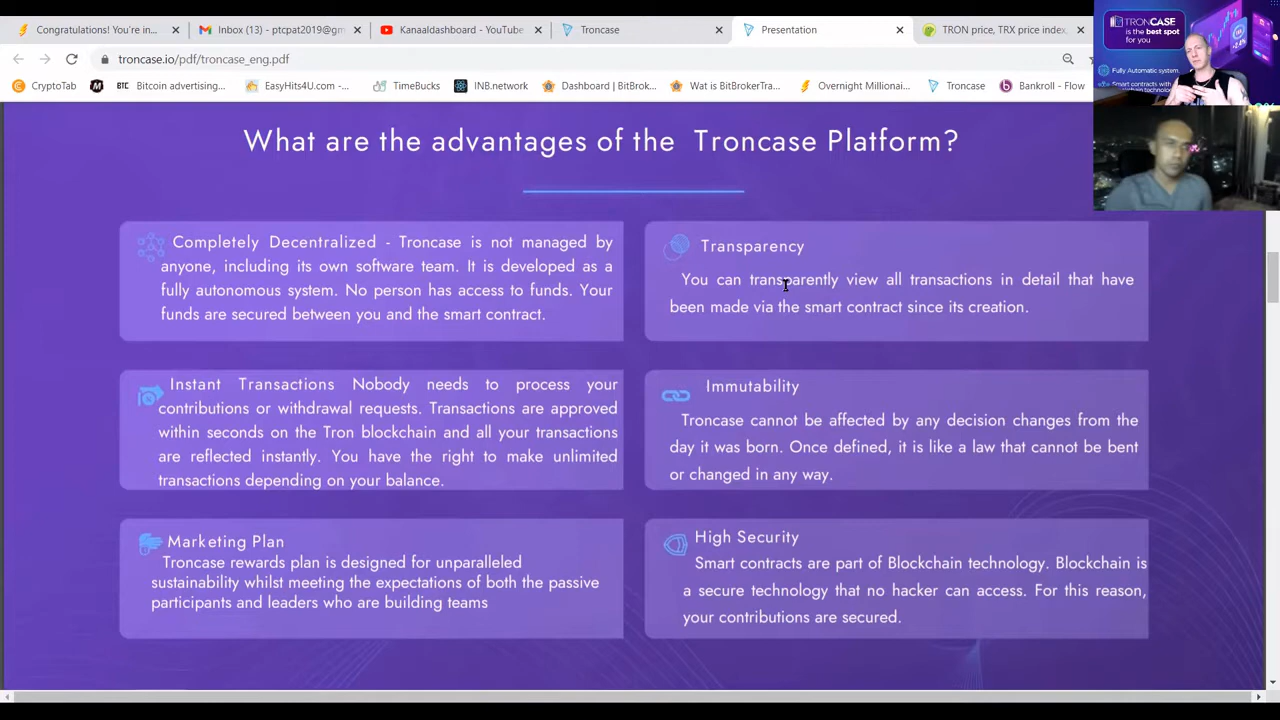 Congratulations! You're in...
Inbox (13) - ptcpat2019@gm
Kanaaldashboard - YouTube
Troncase
Presentation
TRON price, TRX price index,
troncase.io/pdf/troncase_eng.pdf
CryptoTab
BTC Bitcoin advertising...
EasyHits4U.com -...
TimeBucks
INB.network
Dashboard | BitBrok...
Wat is BitBrokerTra...
Overnight Millionai...
Troncase
Bankroll - Flow
TRONCASE
is the best spot
for you
Fully Automatic system.
Smart contracts with
What are the advantages of the Troncase Platform?
Completely Decentralized - Troncase is not managed by
anyone, including its own software team. It is developed as a
fully autonomous system. No person has access to funds. Your
funds are secured between you and the smart contract.
Transparency
You can transparently view all transactions in detail that have
been made via the smart contract since its creation.
Instant Transactions Nobody needs to process your
contributions or withdrawal requests. Transactions are approved
within seconds on the Tron blockchain and all your transactions
are reflected instantly. You have the right to make unlimited
transactions depending on your balance.
Immutability
Troncase cannot be affected by any decision changes from the
day it was born. Once defined, it is like a law that cannot be bent
or changed in any way.
Marketing Plan
Troncase rewards plan is designed for unparalleled
sustainability whilst meeting the expectations of both the passive
participants and leaders who are building teams
High Security
Smart contracts are part of Blockchain technology. Blockchain is
a secure technology that no hacker can access. For this reason,
your contributions are secured.